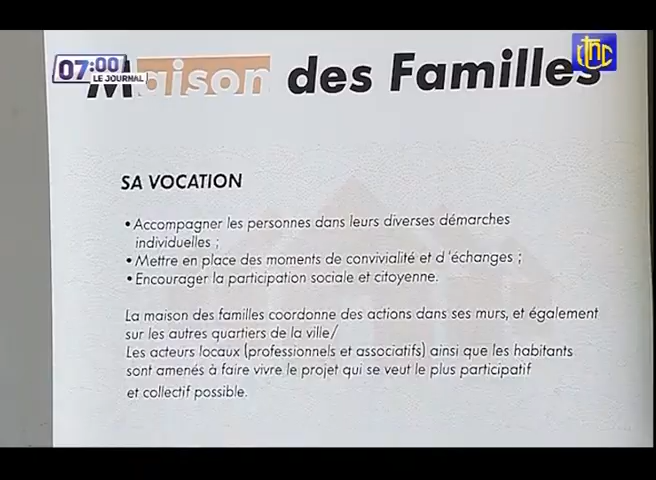 07:00
LE JOURNAL
rtnc
Maison des Familles
SA VOCATION
• Accompagner les personnes dans leurs diverses démarches
individuelles ;
• Mettre en place des moments de convivialité et d'échanges ;
• Encourager la participation sociale et citoyenne.
La maison des familles coordonne des actions dans ses murs, et également
sur les autres quartiers de la ville/
Les acteurs locaux (professionnels et associatifs) ainsi que les habitants
sont amenés à faire vivre le projet qui se veut le plus participatif
et collectif possible.